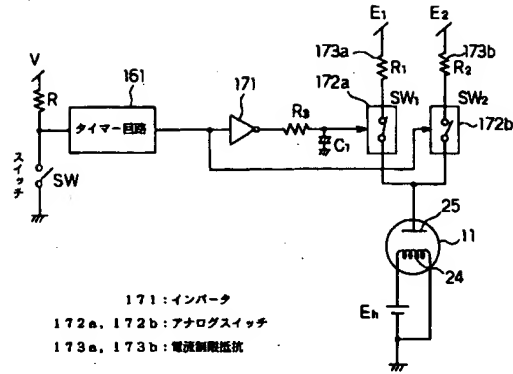 E1 E2
173a R1 173b R2
V 161 171 172a SW1 SW2 172b
R タイマー回路 R3 C1
スイッチ SW
25 11
24
Eh
171:インバータ
172a, 172b:アナログスイッチ
173a, 173b:電流制限抵抗